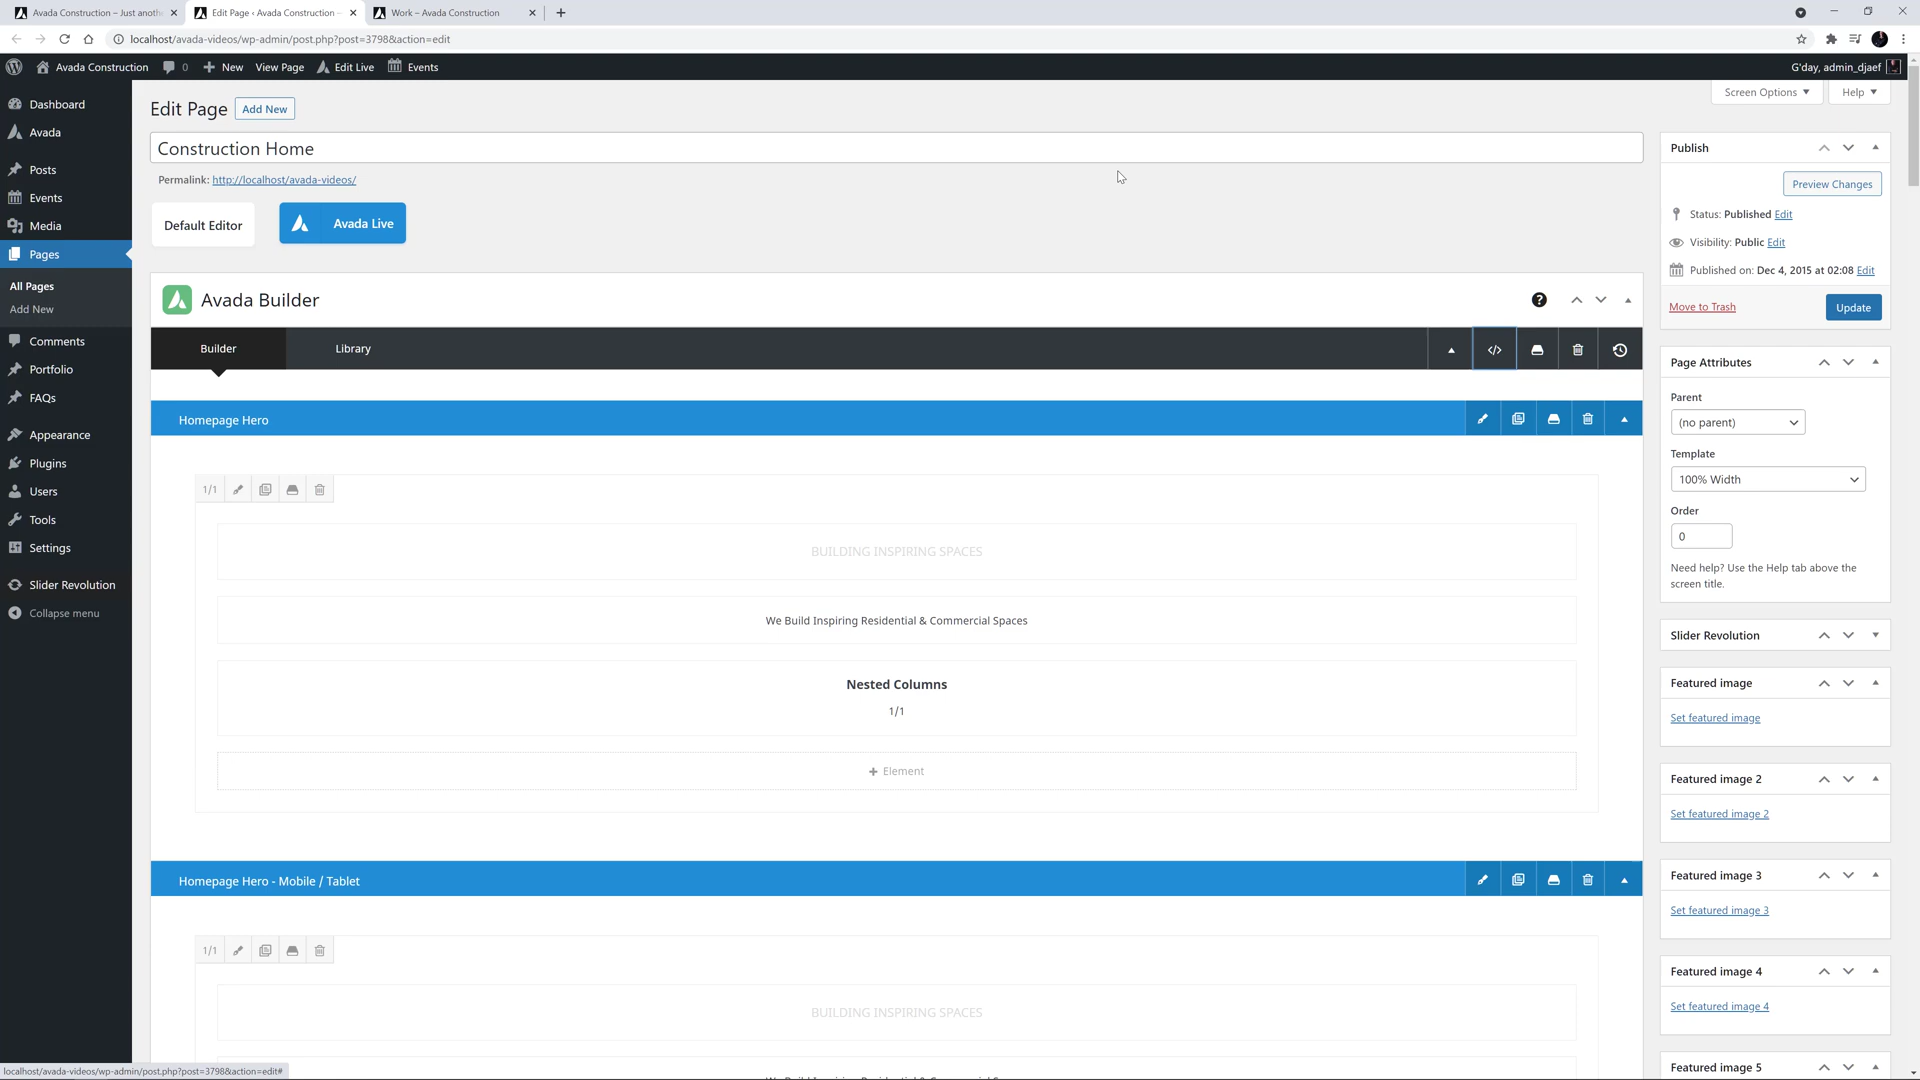 Avada Construction – Just anoth
Edit Page ‹ Avada Construction –
Work – Avada Construction
localhost/avada-videos/wp-admin/post.php?post=3798&action=edit
Avada Construction
0
New
View Page
Edit Live
Events
G'day, admin_djaef
Dashboard
Avada
Posts
Events
Media
Pages
All Pages
Add New
Comments
Portfolio
FAQs
Appearance
Plugins
Users
Tools
Settings
Slider Revolution
Collapse menu
Screen Options
Help
Edit Page
Add New
Construction Home
Permalink: http://localhost/avada-videos/
Default Editor
Avada Live
Avada Builder
Builder
Library
Homepage Hero
1/1
BUILDING INSPIRING SPACES
We Build Inspiring Residential & Commercial Spaces
Nested Columns
1/1
Element
Homepage Hero - Mobile / Tablet
1/1
BUILDING INSPIRING SPACES
Publish
Preview Changes
Status: Published Edit
Visibility: Public Edit
Published on: Dec 4, 2015 at 02:08 Edit
Move to Trash
Update
Page Attributes
Parent
(no parent)
Template
100% Width
Order
0
Need help? Use the Help tab above the
screen title.
Slider Revolution
Featured image
Set featured image
Featured image 2
Set featured image 2
Featured image 3
Set featured image 3
Featured image 4
Set featured image 4
Featured image 5
localhost/avada-videos/wp-admin/post.php?post=3798&action=edit#